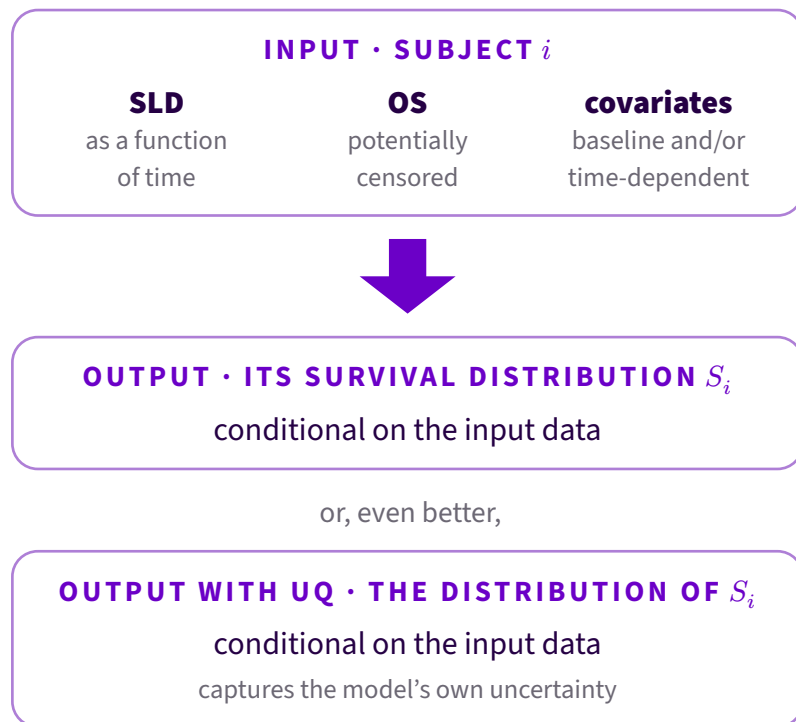 INPUT · SUBJECT i
SLD OS covariates
as a function potentially baseline and/or
of time censored time-dependent
OUTPUT · ITS SURVIVAL DISTRIBUTION S_i
conditional on the input data
or, even better,
OUTPUT WITH UQ · THE DISTRIBUTION OF S_i
conditional on the input data
captures the model’s own uncertainty